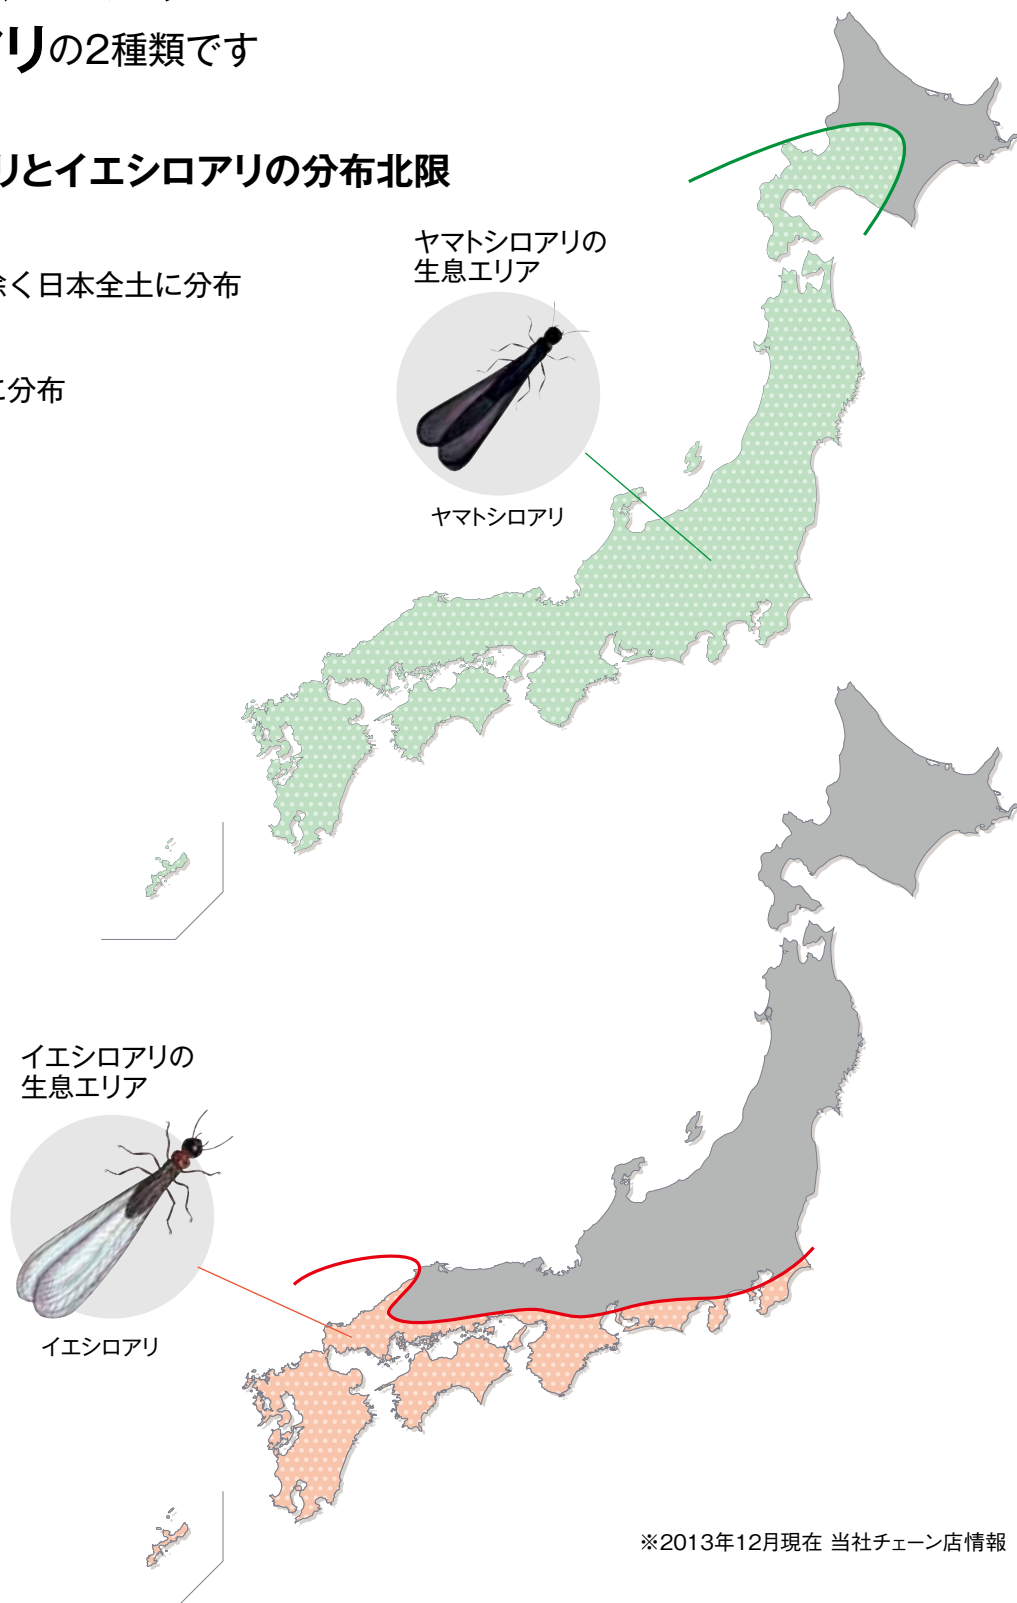 リの2種類です
リとイエシロアリの分布北限
除く日本全土に分布
に分布
ヤマトシロアリの
生息エリア
ヤマトシロアリ
イエシロアリの
生息エリア
イエシロアリ
※2013年12月現在 当社チェーン店情報